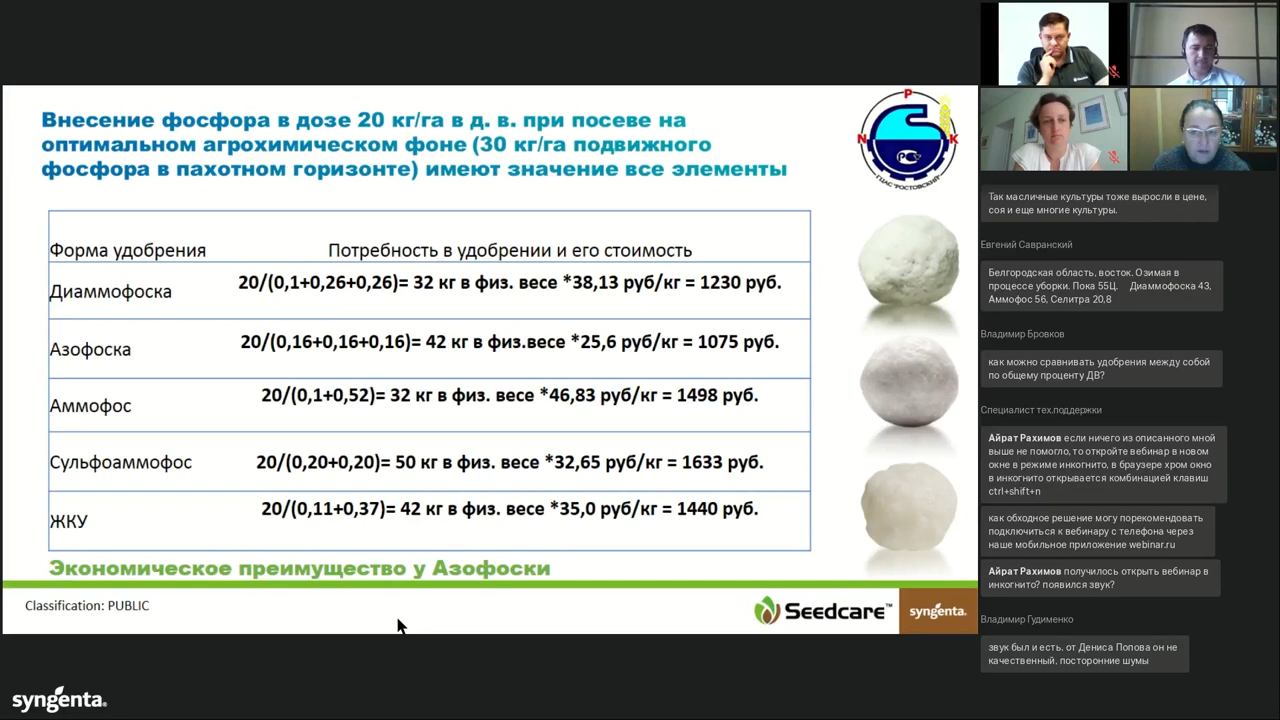 Внесение фосфора в дозе 20 кг/га в д. в. при посеве на
оптимальном агрохимическом фоне (30 кг/га подвижного
фосфора в пахотном горизонте) имеют значение все элементы
P
N
K
ГЦАС "РОСТОВСКИЙ"
Форма удобрения Потребность в удобрении и его стоимость
Диаммофоска 20/(0,1+0,26+0,26)= 32 кг в физ. весе *38,13 руб/кг = 1230 руб.
Азофоска 20/(0,16+0,16+0,16)= 42 кг в физ.весе *25,6 руб/кг = 1075 руб.
Аммофос 20/(0,1+0,52)= 32 кг в физ. весе *46,83 руб/кг = 1498 руб.
Сульфоаммофос 20/(0,20+0,20)= 50 кг в физ. весе *32,65 руб/кг = 1633 руб.
ЖКУ 20/(0,11+0,37)= 42 кг в физ. весе *35,0 руб/кг = 1440 руб.
Экономическое преимущество у Азофоски
Classification: PUBLIC
Seedcare™
syngenta.
syngenta.
Так масличные культуры тоже выросли в цене,
соя и еще многие культуры.
Евгений Савранский
Белгородская область, восток. Озимая в
процессе уборки. Пока 55Ц. Диаммофоска 43,
Аммофос 56, Селитра 20,8
Владимир Бровков
как можно сравнивать удобрения между собой
по общему проценту ДВ?
Специалист тех.поддержки
Айрат Рахимов если ничего из описанного мной
выше не помогло, то откройте вебинар в новом
окне в режиме инкогнито, в браузере хром окно
в инкогнито открывается комбинацией клавиш
ctrl+shift+n
как обходное решение могу порекомендовать
подключиться к вебинару с телефона через
наше мобильное приложение webinar.ru
Айрат Рахимов получилось открыть вебинар в
инкогнито? появился звук?
Владимир Гудименко
звук был и есть. от Дениса Попова он не
качественный, посторонние шумы